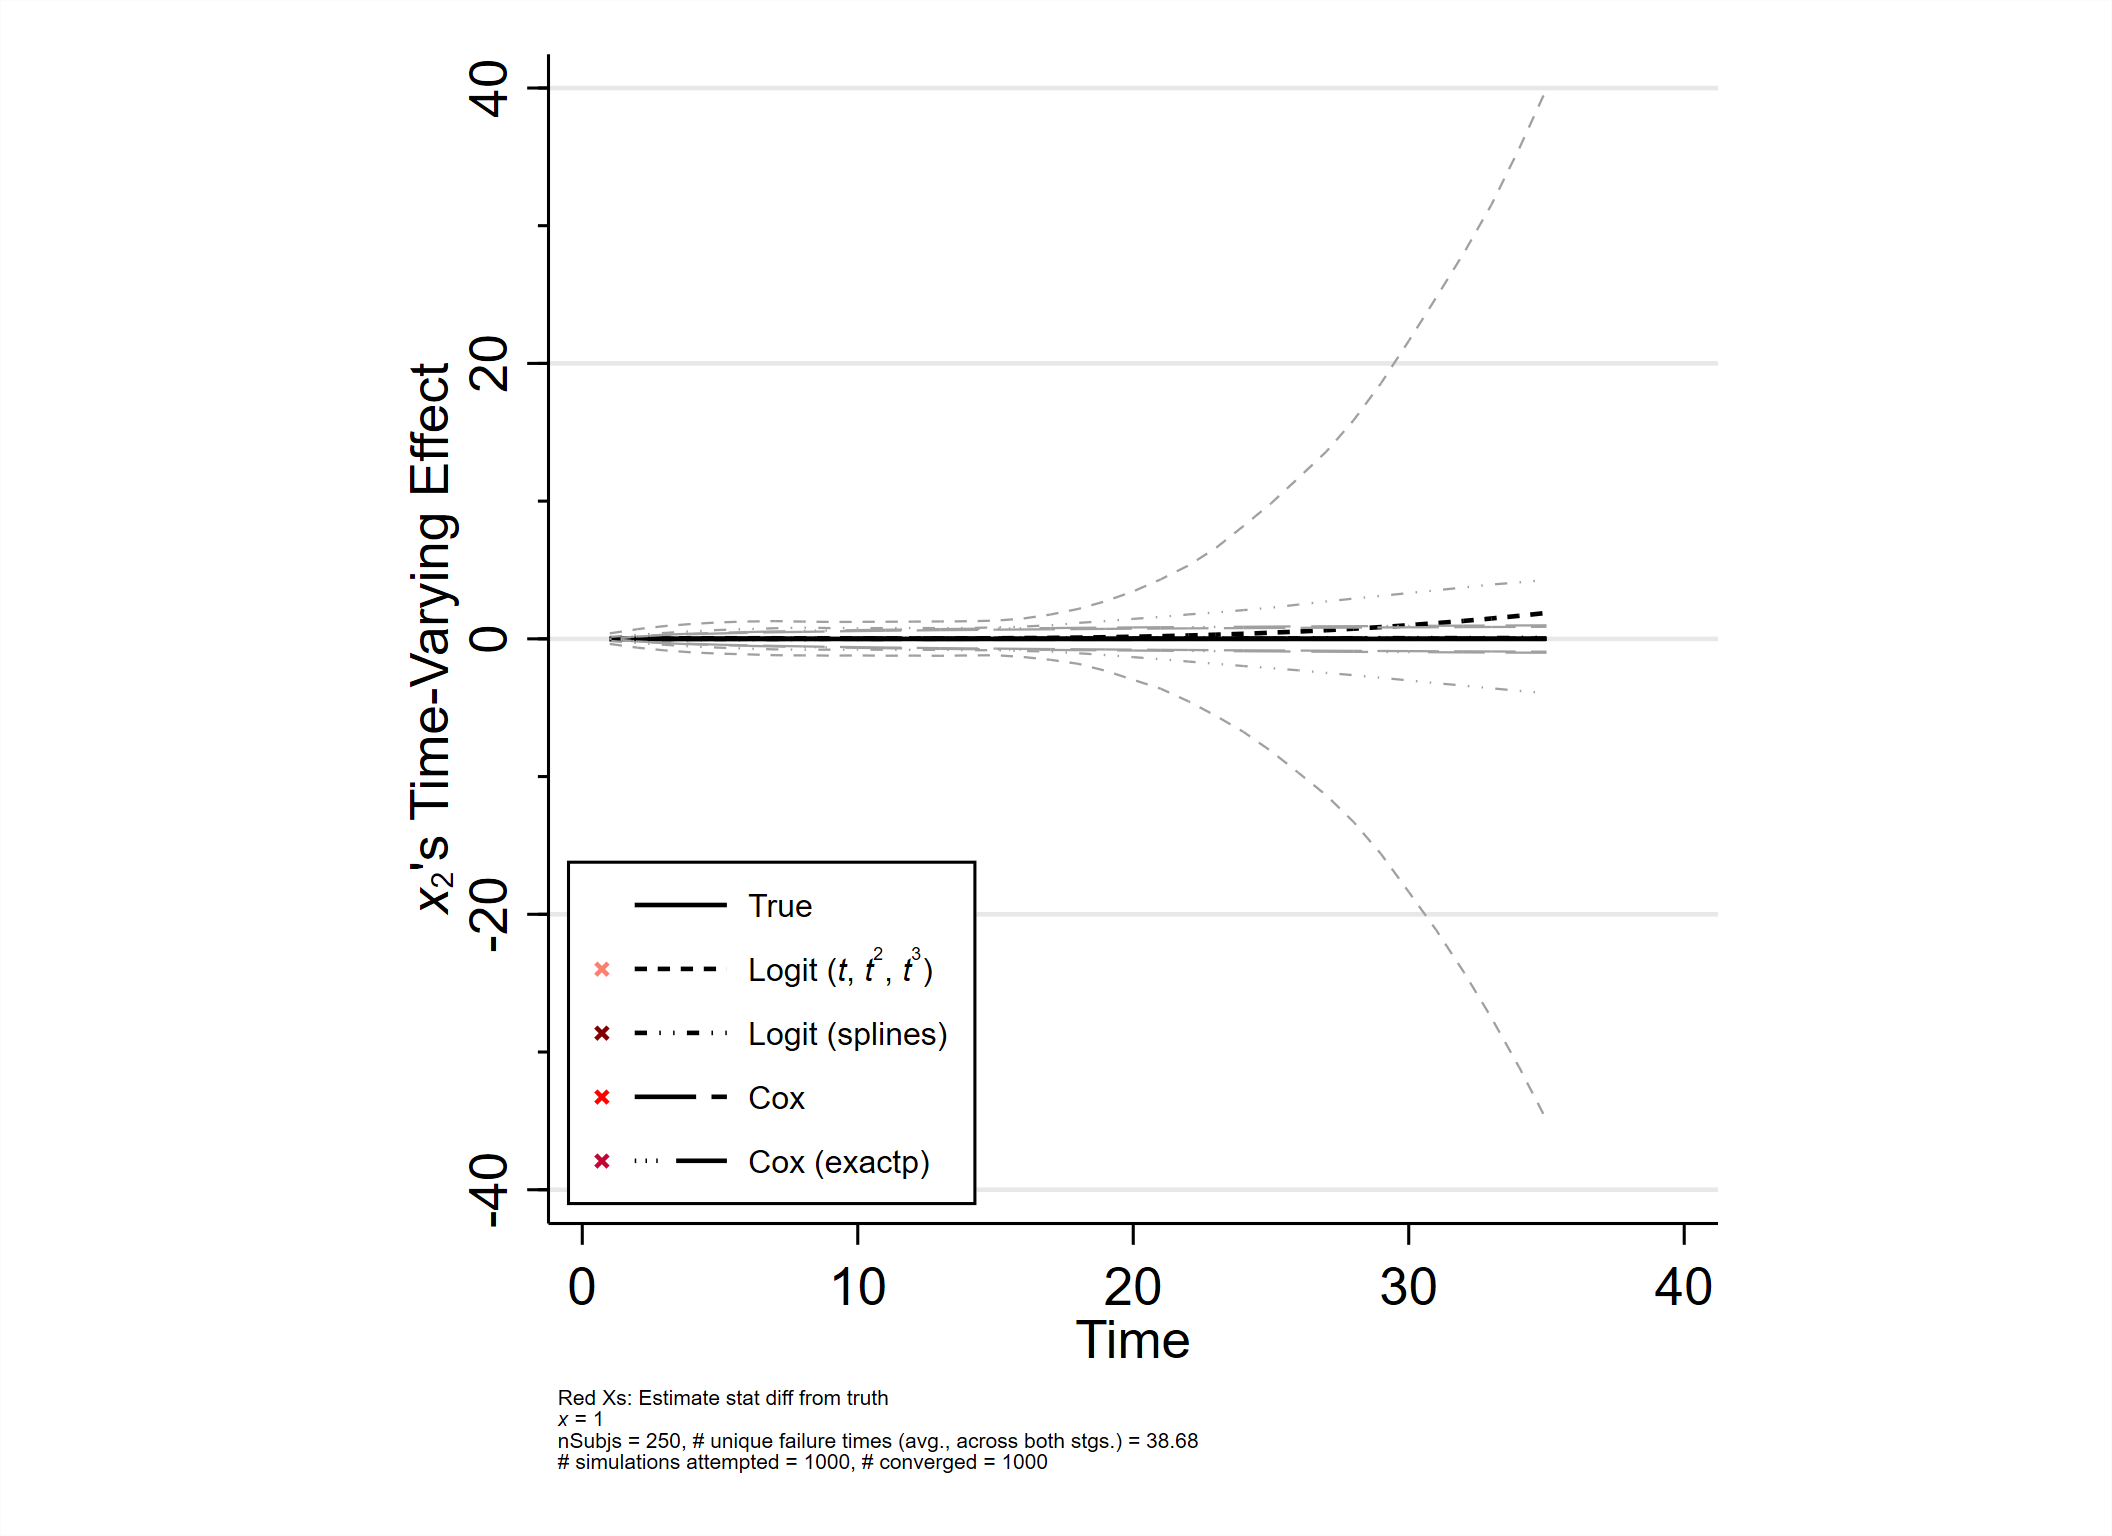 x₂'s Time-Varying Effect
40
20
0
-20
-40
True
Logit (t, t², t³)
Logit (splines)
Cox
Cox (exactp)
0 10 20 30 40
Time
Red Xs: Estimate stat diff from truth
x = 1
nSubjs = 250, # unique failure times (avg., across both stgs.) = 38.68
# simulations attempted = 1000, # converged = 1000